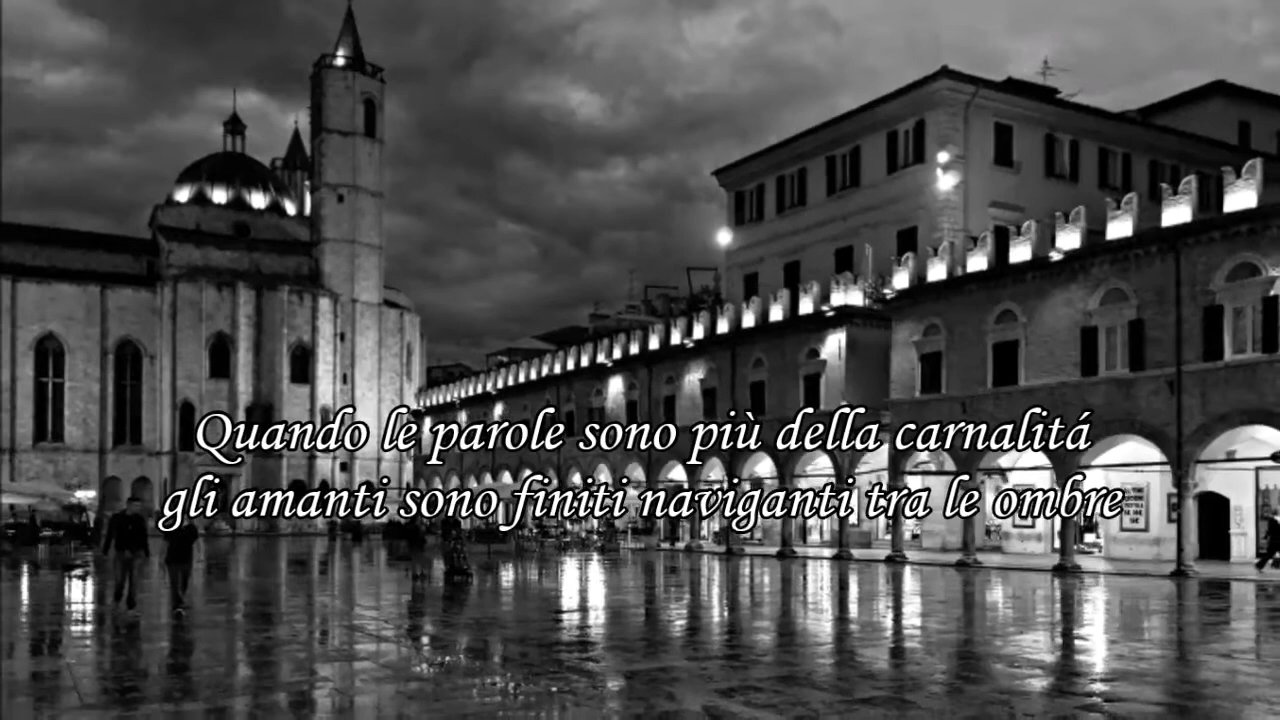 Quando le parole sono più della carnalitá
gli amanti sono finiti naviganti tra le ombre